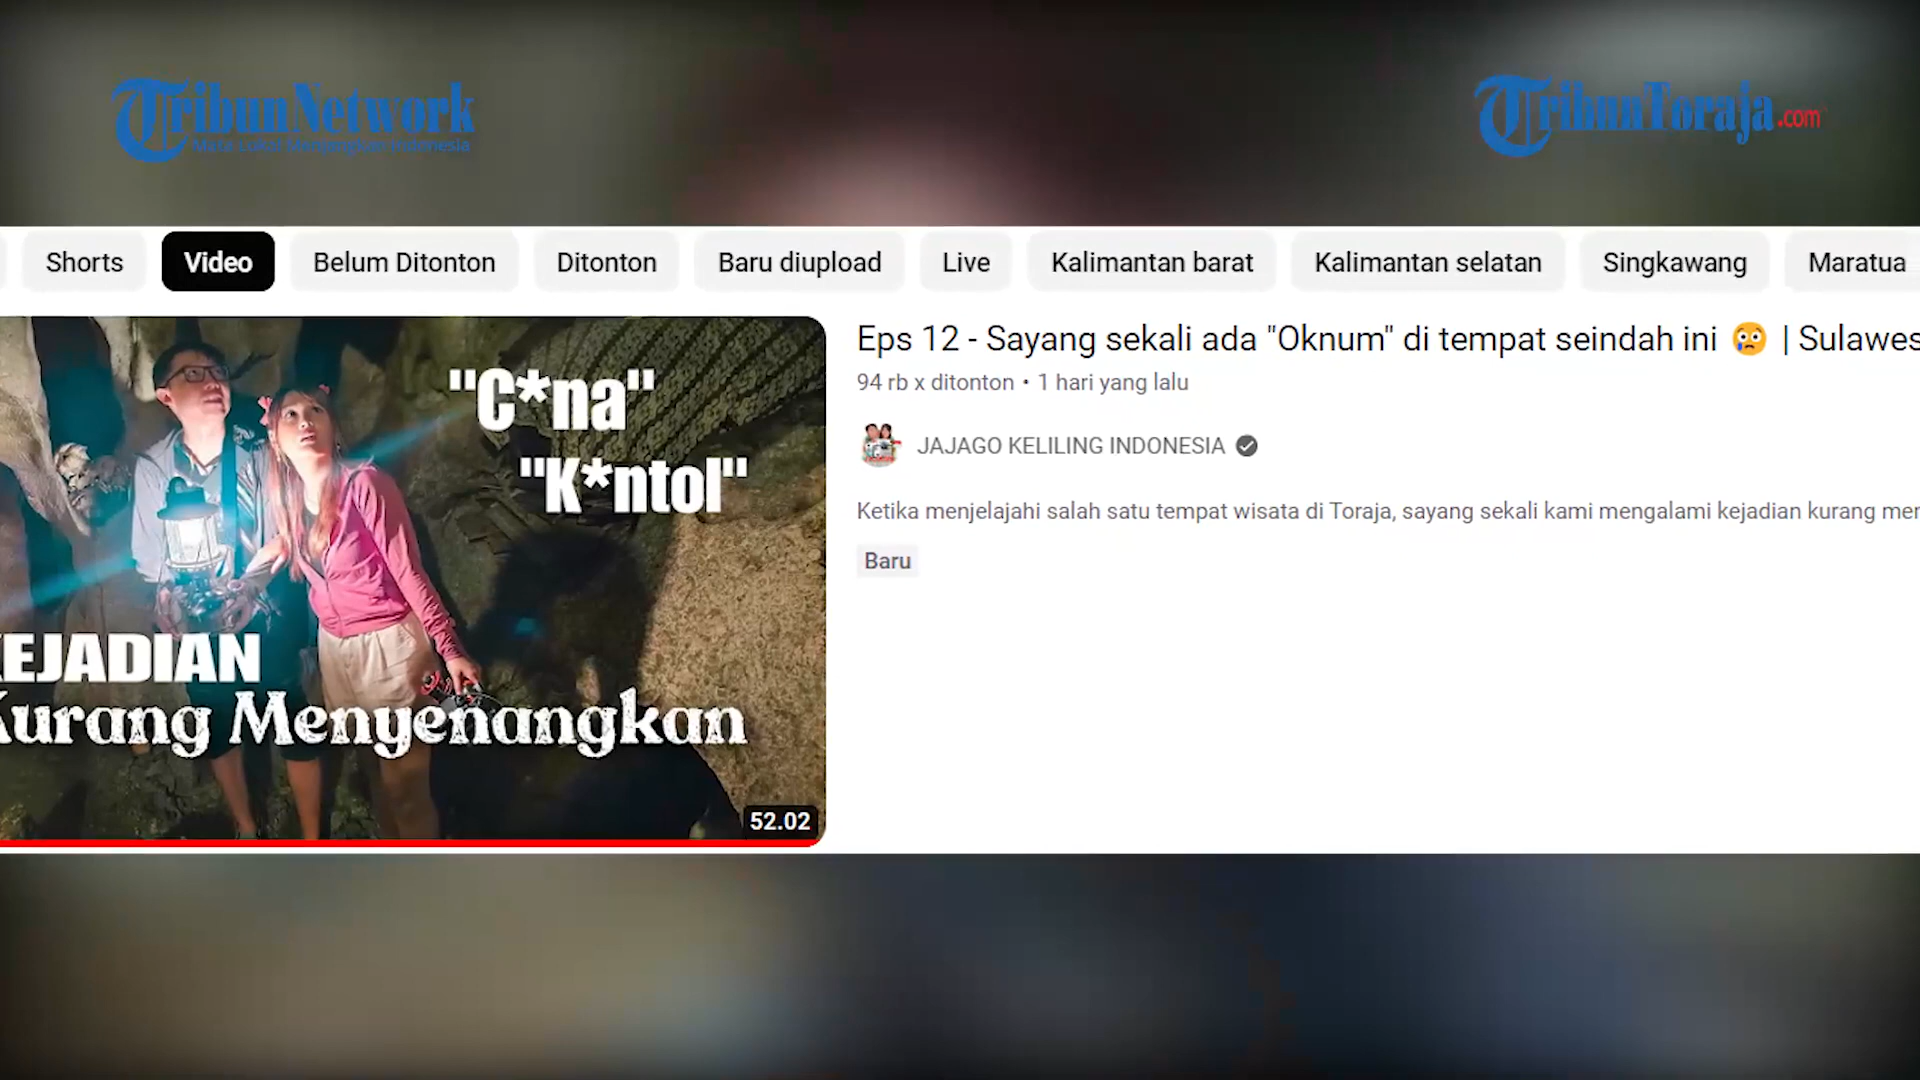 TribunNetwork
Mata Lokal Menjangkau Indonesia
TribunToraja.com
Shorts
Video
Belum Ditonton
Ditonton
Baru diupload
Live
Kalimantan barat
Kalimantan selatan
Singkawang
Maratua
"C*na"
"K*ntol"
KEJADIAN
Kurang Menyenangkan
52.02
Eps 12 - Sayang sekali ada "Oknum" di tempat seindah ini 😢 | Sulawes
94 rb x ditonton • 1 hari yang lalu
JAJAGO KELILING INDONESIA
Ketika menjelajahi salah satu tempat wisata di Toraja, sayang sekali kami mengalami kejadian kurang mer
Baru